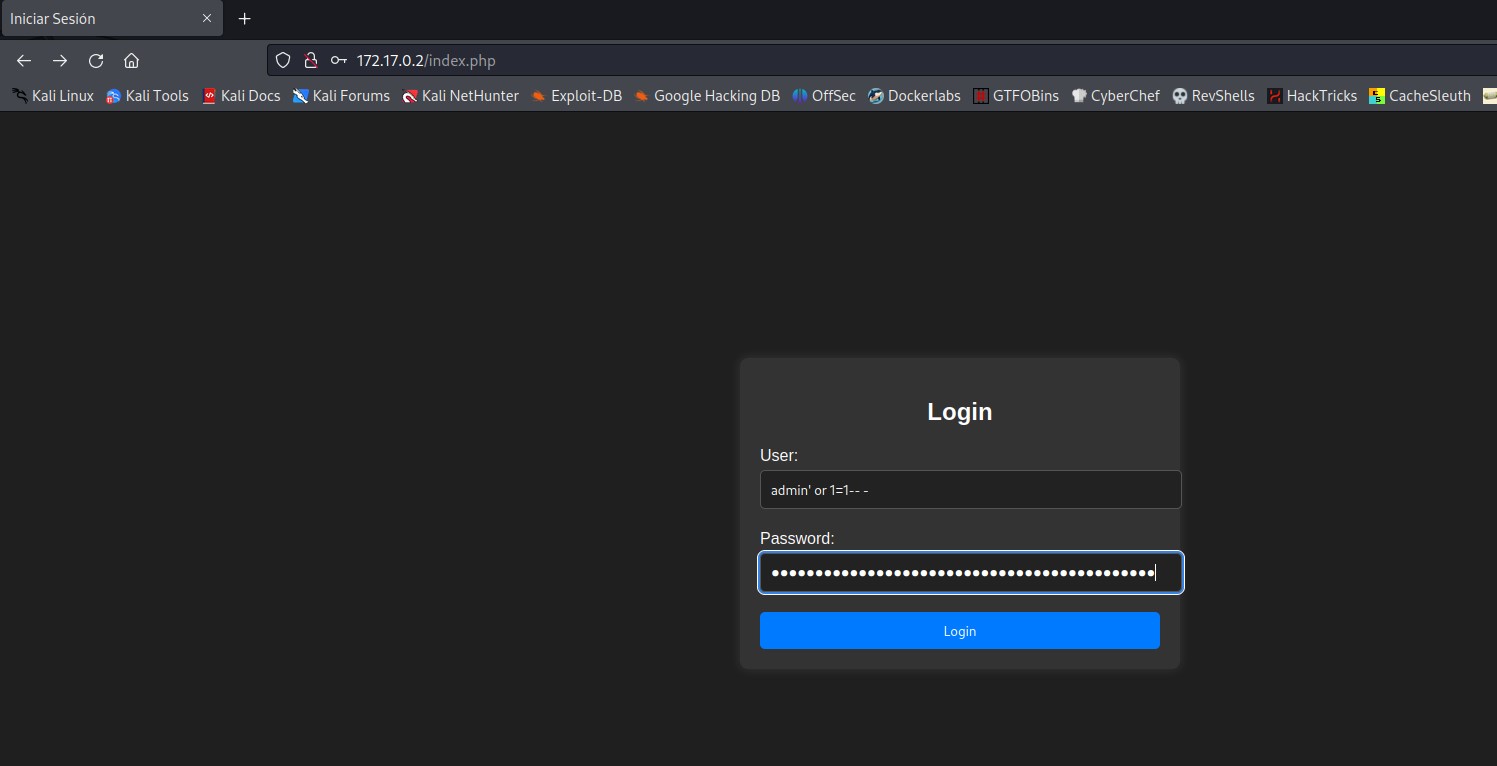 Iniciar Sesión
172.17.0.2/index.php
Kali Linux Kali Tools Kali Docs Kali Forums Kali NetHunter Exploit-DB Google Hacking DB OffSec Dockerlabs GTFOBins CyberChef RevShells HackTricks CacheSleuth
Login
User:
admin' or 1=1-- -
Password:
Login